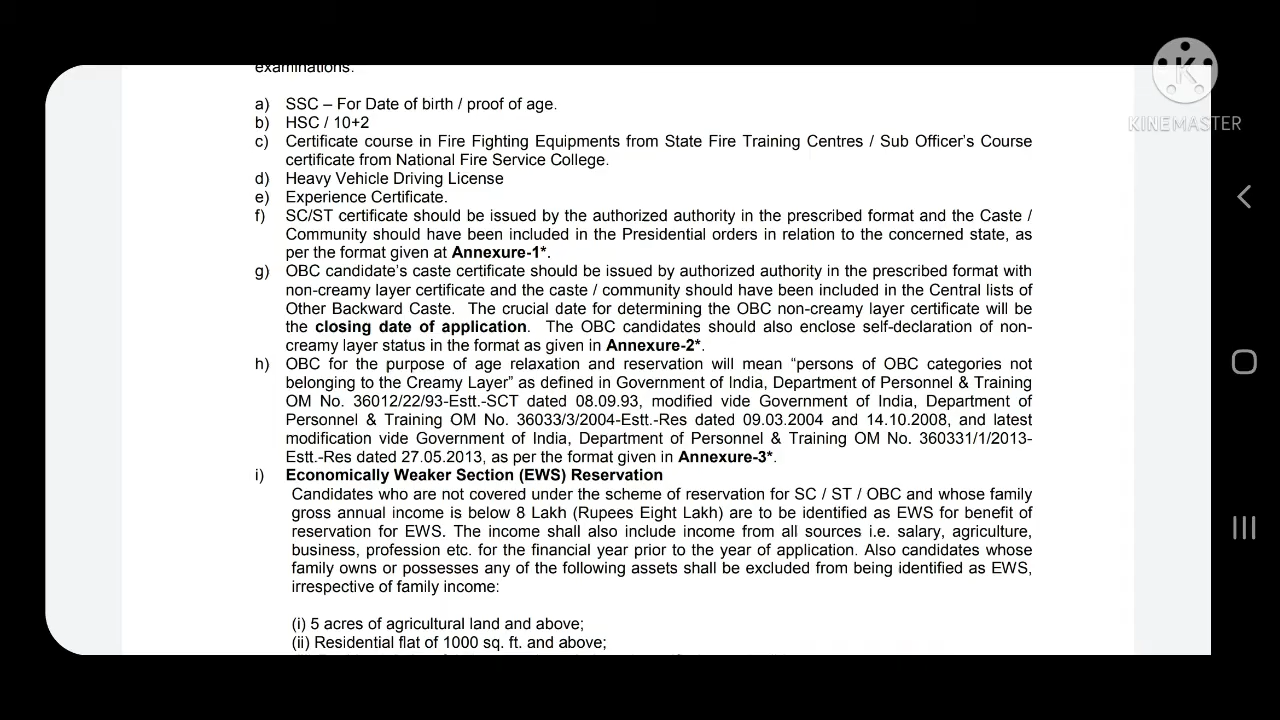 examinations.
a) SSC – For Date of birth / proof of age.
b) HSC / 10+2
c) Certificate course in Fire Fighting Equipments from State Fire Training Centres / Sub Officer's Course
certificate from National Fire Service College.
d) Heavy Vehicle Driving License
e) Experience Certificate.
f) SC/ST certificate should be issued by the authorized authority in the prescribed format and the Caste /
Community should have been included in the Presidential orders in relation to the concerned state, as
per the format given at Annexure-1*.
g) OBC candidate's caste certificate should be issued by authorized authority in the prescribed format with
non-creamy layer certificate and the caste / community should have been included in the Central lists of
Other Backward Caste. The crucial date for determining the OBC non-creamy layer certificate will be
the closing date of application. The OBC candidates should also enclose self-declaration of non-
creamy layer status in the format as given in Annexure-2*.
h) OBC for the purpose of age relaxation and reservation will mean “persons of OBC categories not
belonging to the Creamy Layer” as defined in Government of India, Department of Personnel & Training
OM No. 36012/22/93-Estt.-SCT dated 08.09.93, modified vide Government of India, Department of
Personnel & Training OM No. 36033/3/2004-Estt.-Res dated 09.03.2004 and 14.10.2008, and latest
modification vide Government of India, Department of Personnel & Training OM No. 360331/1/2013-
Estt.-Res dated 27.05.2013, as per the format given in Annexure-3*.
i) Economically Weaker Section (EWS) Reservation
Candidates who are not covered under the scheme of reservation for SC / ST / OBC and whose family
gross annual income is below 8 Lakh (Rupees Eight Lakh) are to be identified as EWS for benefit of
reservation for EWS. The income shall also include income from all sources i.e. salary, agriculture,
business, profession etc. for the financial year prior to the year of application. Also candidates whose
family owns or possesses any of the following assets shall be excluded from being identified as EWS,
irrespective of family income:
(i) 5 acres of agricultural land and above;
(ii) Residential flat of 1000 sq. ft. and above;
K
KINEMASTER